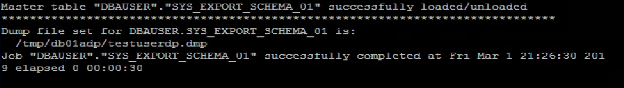 Master table "DBAUSER"."SYS_EXPORT_SCHEMA_01" successfully loaded/unloaded
******************************************************************************
Dump file set for DBAUSER.SYS_EXPORT_SCHEMA_01 is:
  /tmp/db01adp/testuserdp.dmp
Job "DBAUSER"."SYS_EXPORT_SCHEMA_01" successfully completed at Fri Mar 1 21:26:30 201
9 elapsed 0 00:00:30